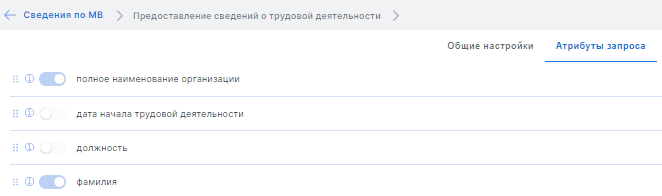 Сведения по МВ
Предоставление сведений о трудовой деятельности
Общие настройки
Атрибуты запроса
полное наименование организации
дата начала трудовой деятельности
должность
фамилия